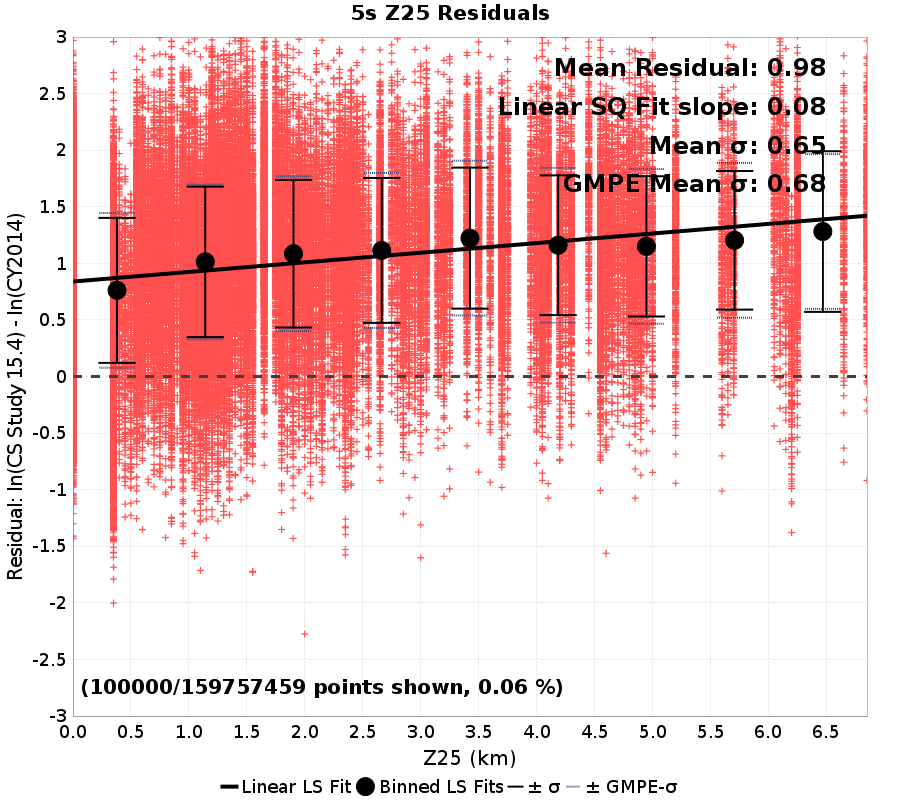 5s Z25 Residuals
Mean Residual: 0.98
Linear SQ Fit slope: 0.08
Mean σ: 0.65
GMPE Mean σ: 0.68
Residual: ln(CS Study 15.4) - ln(CY2014)
3
2.5
2
1.5
1
0.5
0
-0.5
-1
-1.5
-2
-2.5
-3
(100000/159757459 points shown, 0.06 %)
0.0 0.5 1.0 1.5 2.0 2.5 3.0 3.5 4.0 4.5 5.0 5.5 6.0 6.5
Z25 (km)
Linear LS Fit Binned LS Fits ± σ ± GMPE-σ